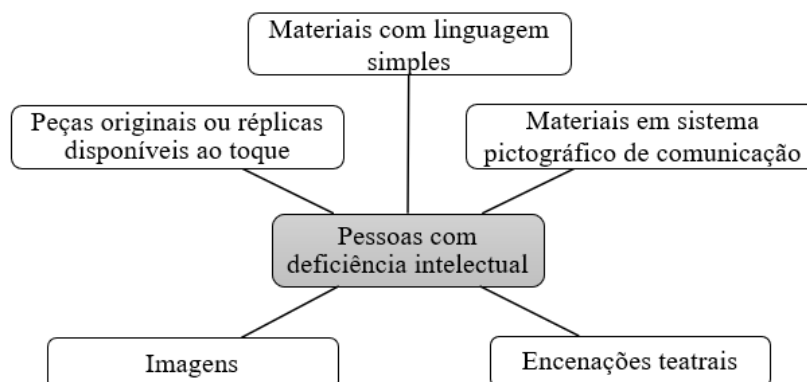 Materiais com linguagem
simples
Peças originais ou réplicas
disponíveis ao toque
Materiais em sistema
pictográfico de comunicação
Pessoas com
deficiência intelectual
Imagens
Encenações teatrais